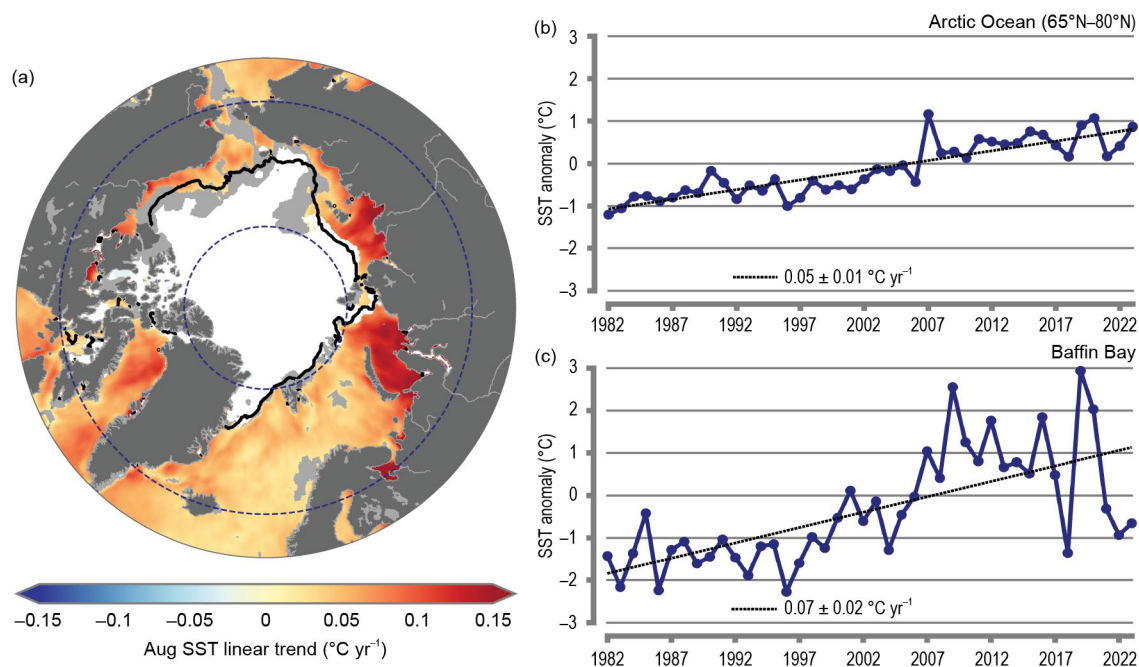 (a)
−0.15 −0.1 −0.05 0 0.05 0.1 0.15
Aug SST linear trend (°C yr⁻¹)
(b)
Arctic Ocean (65°N–80°N)
SST anomaly (°C)
3
2
1
0
−1
−2
−3
0.05 ± 0.01 °C yr⁻¹
1982 1987 1992 1997 2002 2007 2012 2017 2022
(c)
Baffin Bay
SST anomaly (°C)
3
2
1
0
−1
−2
−3
0.07 ± 0.02 °C yr⁻¹
1982 1987 1992 1997 2002 2007 2012 2017 2022